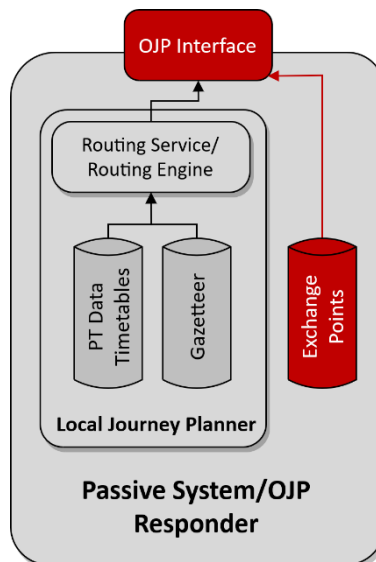 OJP Interface
Routing Service/
Routing Engine
PT Data
Timetables
Gazetteer
Exchange
Points
Local Journey Planner
Passive System/OJP
Responder